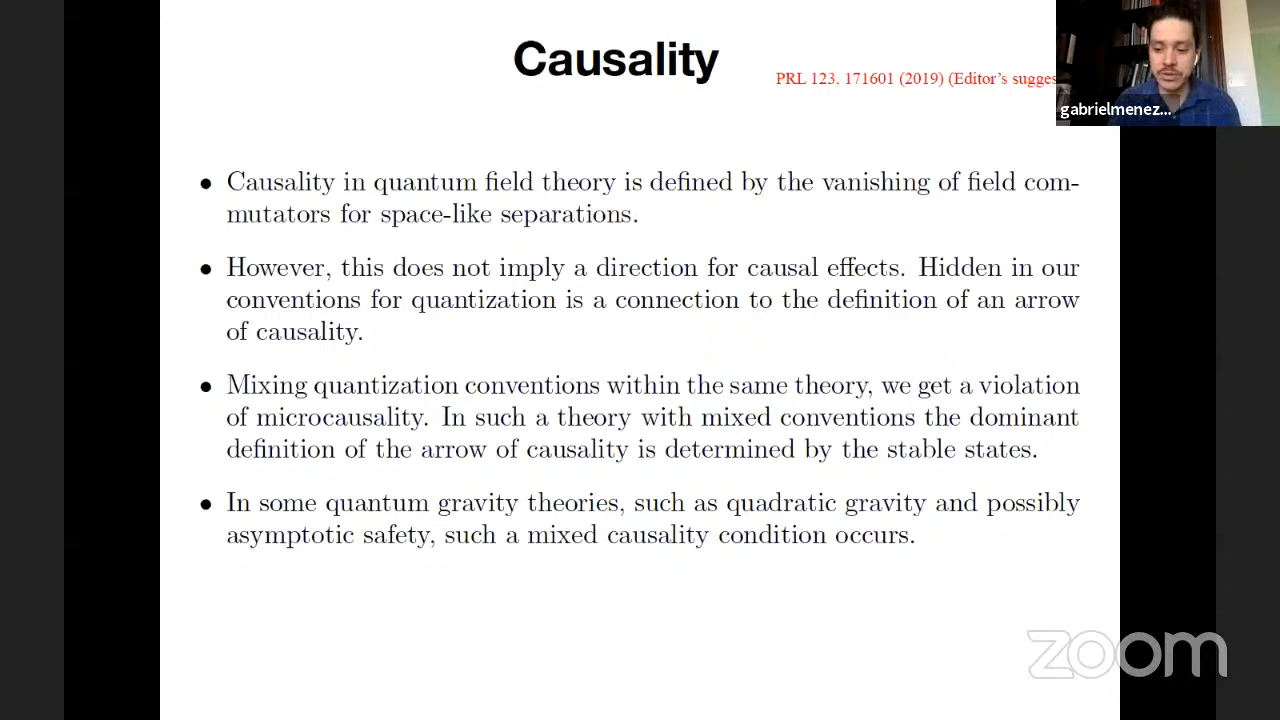 Causality
PRL 123, 171601 (2019) (Editor's sugges
gabrielmenez...
• Causality in quantum field theory is defined by the vanishing of field com-
mutators for space-like separations.
• However, this does not imply a direction for causal effects. Hidden in our
conventions for quantization is a connection to the definition of an arrow
of causality.
• Mixing quantization conventions within the same theory, we get a violation
of microcausality. In such a theory with mixed conventions the dominant
definition of the arrow of causality is determined by the stable states.
• In some quantum gravity theories, such as quadratic gravity and possibly
asymptotic safety, such a mixed causality condition occurs.
zoom